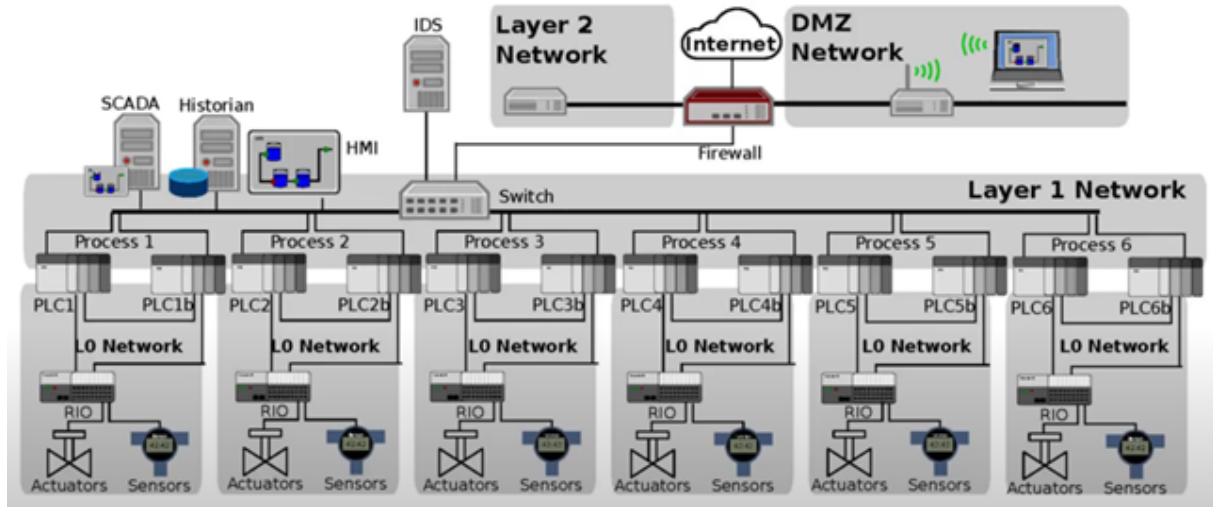 IDS
Layer 2
Network
Internet
DMZ
Network
SCADA
Historian
HMI
Firewall
Switch
Layer 1 Network
Process 1
Process 2
Process 3
Process 4
Process 5
Process 6
PLC1
PLC1b
PLC2
PLC2b
PLC3
PLC3b
PLC4
PLC4b
PLC5
PLC5b
PLC6
PLC6b
L0 Network
L0 Network
L0 Network
L0 Network
L0 Network
L0 Network
RIO
RIO
RIO
RIO
RIO
RIO
Actuators
Sensors
Actuators
Sensors
Actuators
Sensors
Actuators
Sensors
Actuators
Sensors
Actuators
Sensors